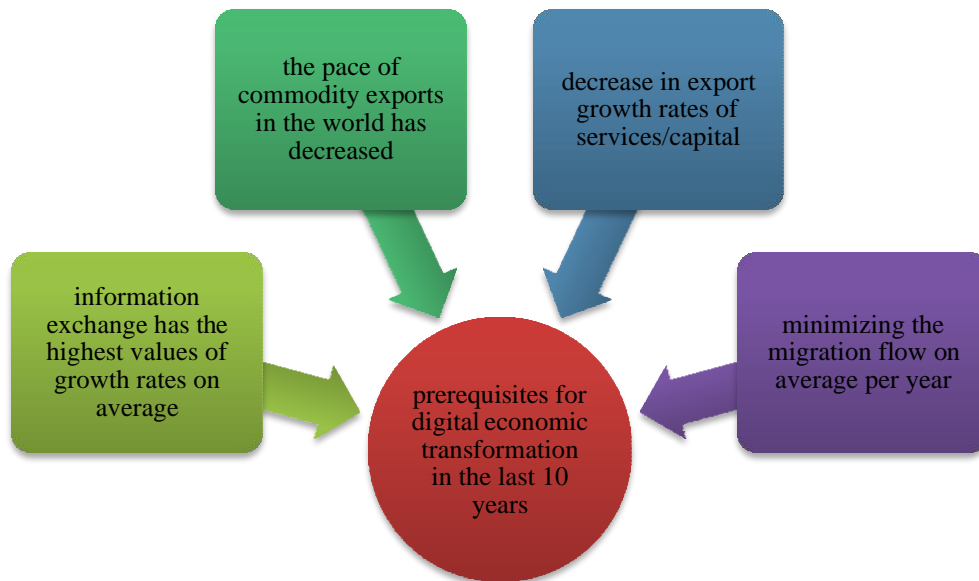 the pace of
commodity exports
in the world has
decreased
decrease in export
growth rates of
services/capital
information
exchange has the
highest values of
growth rates on
average
minimizing the
migration flow on
average per year
prerequisites for
digital economic
transformation
in the last 10
years